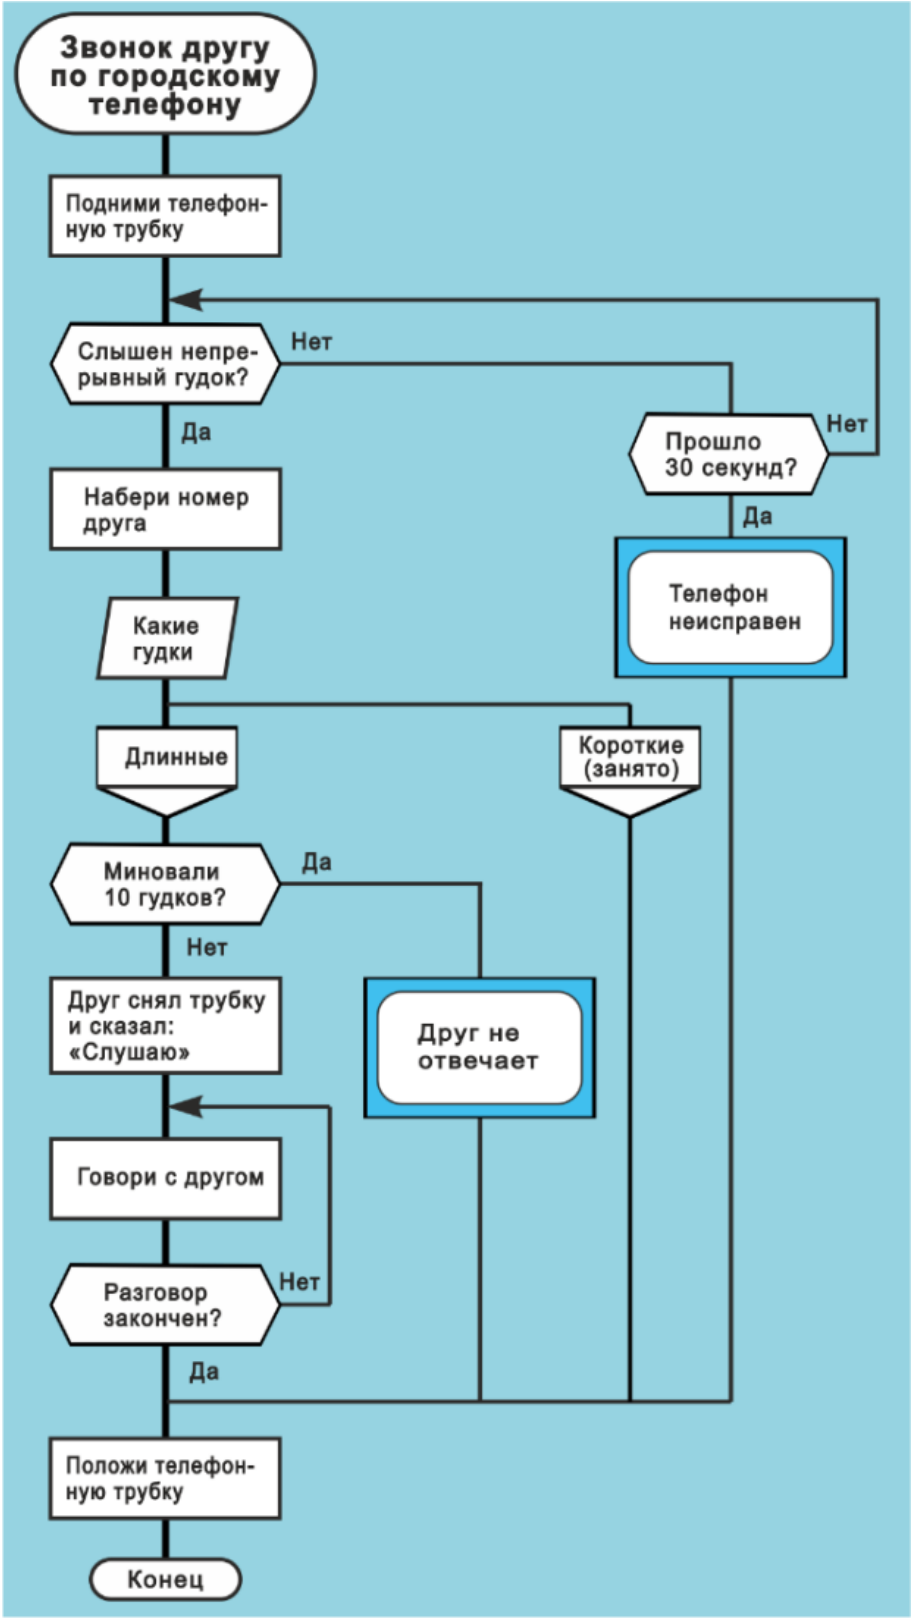 Звонок другу
по городскому
телефону
Подними телефон-
ную трубку
Слышен непре-
рывный гудок?
Нет
Да
Прошло
30 секунд?
Нет
Да
Телефон
неисправен
Набери номер
друга
Какие
гудки
Длинные
Короткие
(занято)
Миновали
10 гудков?
Да
Нет
Друг не
отвечает
Друг снял трубку
и сказал:
«Слушаю»
Говори с другом
Разговор
закончен?
Нет
Да
Положи телефон-
ную трубку
Конец